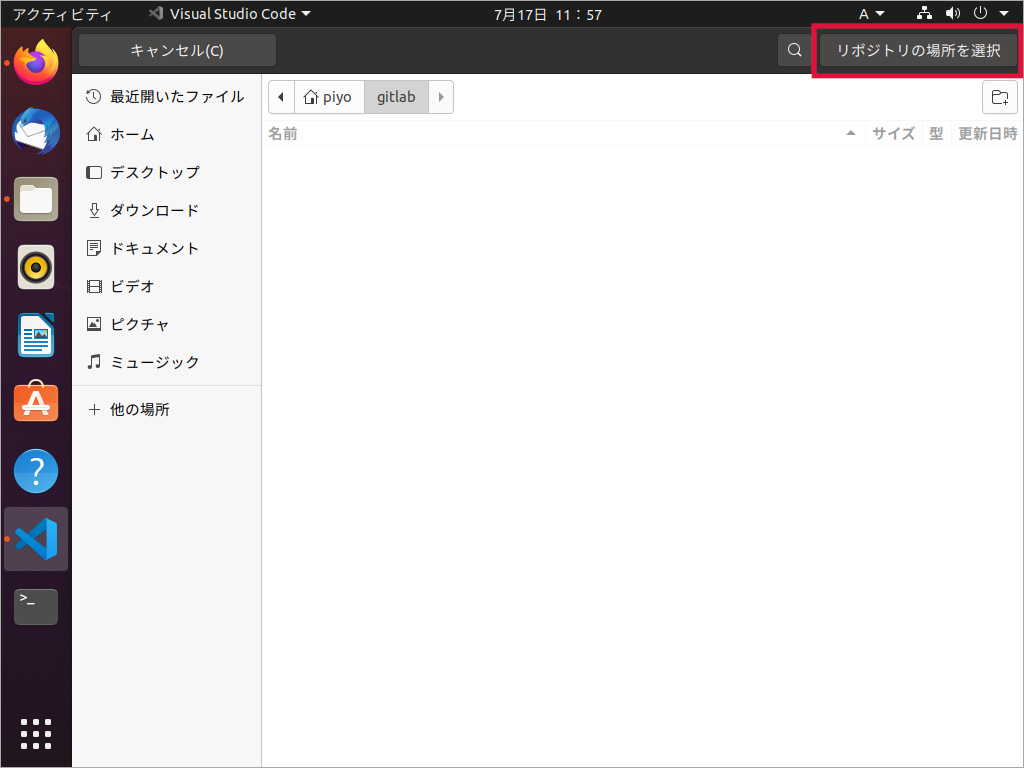 アクティビティ Visual Studio Code 7月17日 11：57 A
キャンセル(C) リポジトリの場所を選択
最近開いたファイル
ホーム
デスクトップ
ダウンロード
ドキュメント
ビデオ
ピクチャ
ミュージック
他の場所
piyo gitlab
名前 サイズ 型 更新日時
?
>_